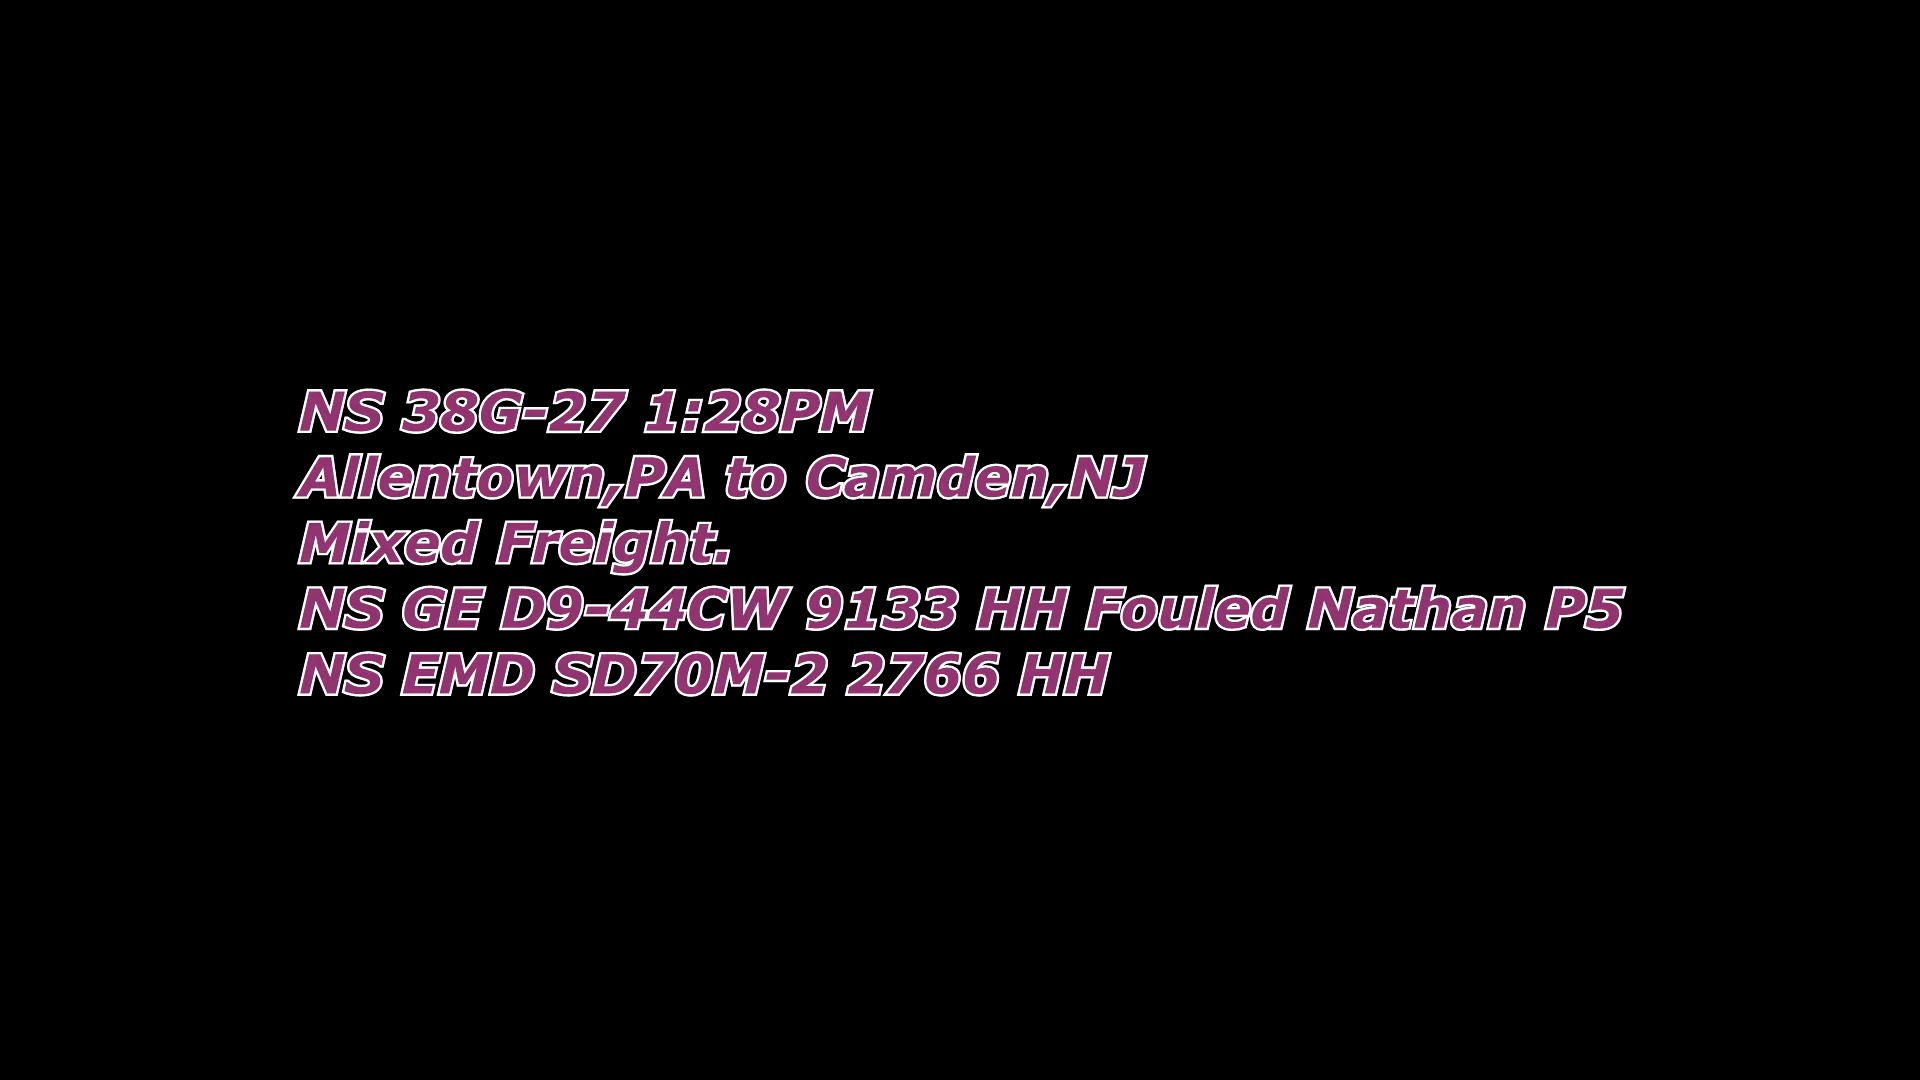 NS 38G-27 1:28PM
Allentown,PA to Camden,NJ
Mixed Freight.
NS GE D9-44CW 9133 HH Fouled Nathan P5
NS EMD SD70M-2 2766 HH